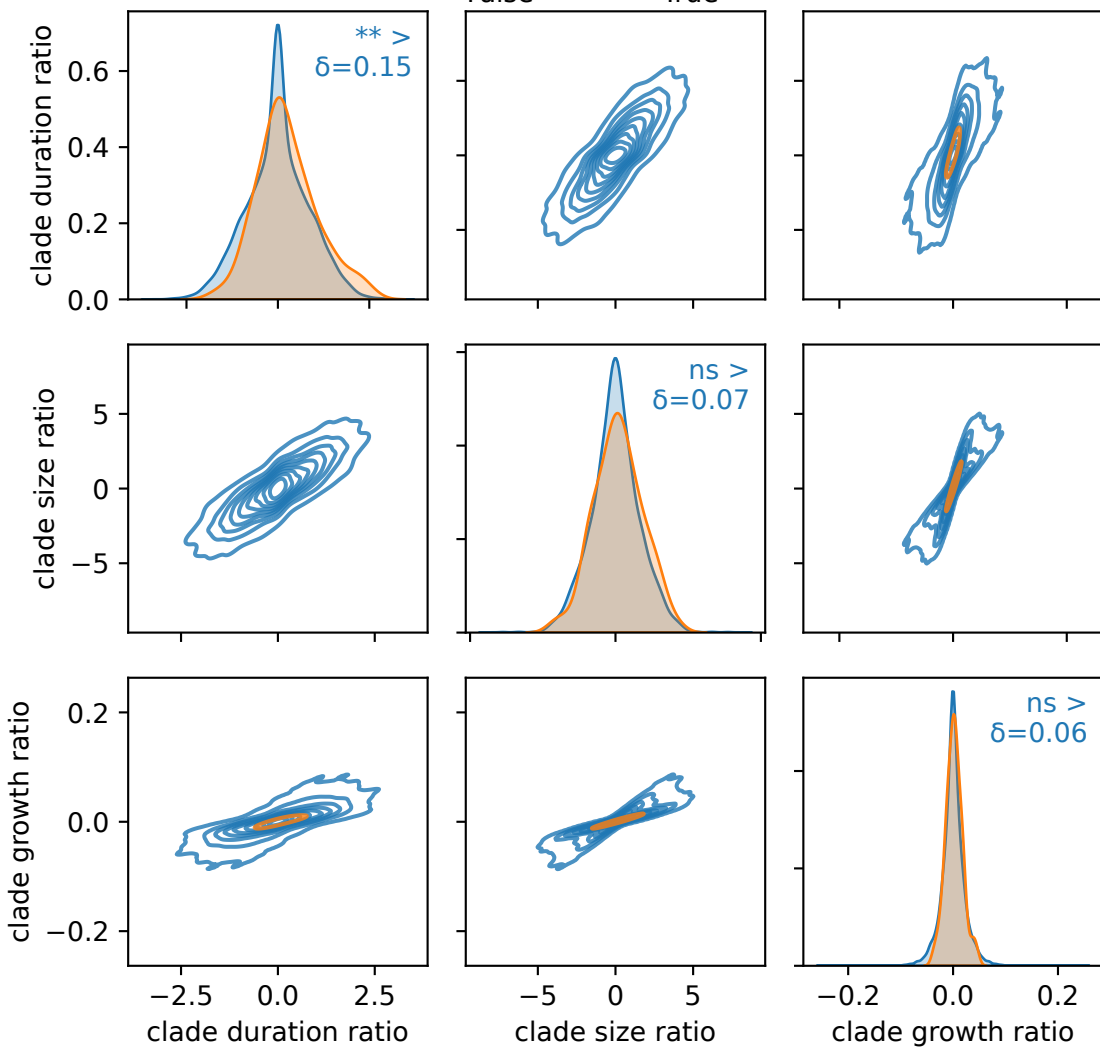 True
clade duration ratio
0.6
0.4
0.2
0.0
** >
δ=0.15
clade size ratio
5
0
−5
ns >
δ=0.07
clade growth ratio
0.2
0.0
−0.2
ns >
δ=0.06
−2.5 0.0 2.5
−5 0 5
−0.2 0.0 0.2
clade duration ratio
clade size ratio
clade growth ratio